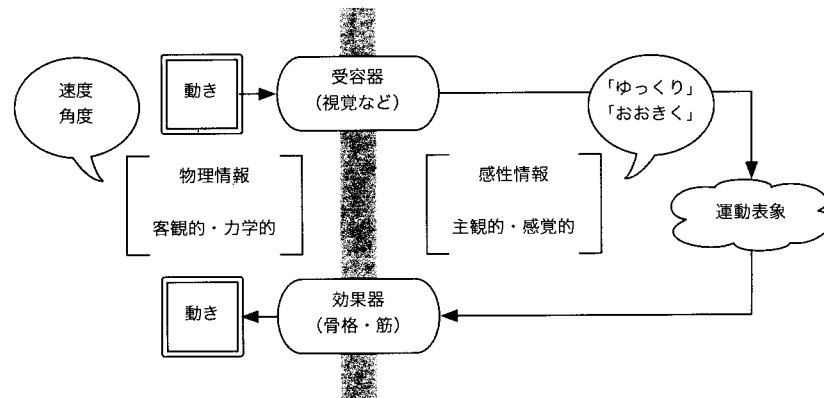 速度
角度
動き
受容器
(視覚など)
「ゆっくり」
「おおきく」
物理情報
客観的・力学的
感性情報
主観的・感覚的
運動表象
動き
効果器
(骨格・筋)